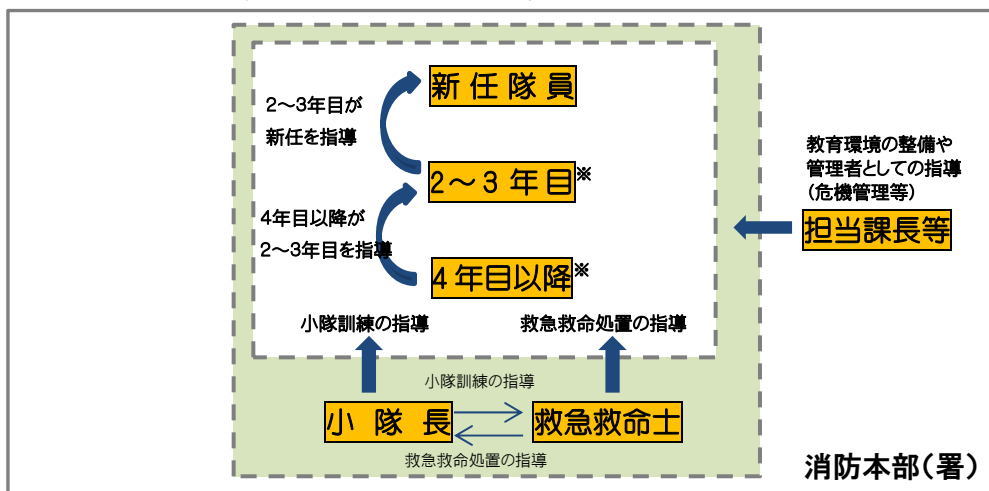 新任隊員
2～3年目が
新任を指導
2～3年目※
4年目以降が
2～3年目を指導
4年目以降※
教育環境の整備や
管理者としての指導
(危機管理等)
担当課長等
小隊訓練の指導
救急救命処置の指導
小隊訓練の指導
小隊長
救急救命士
救急救命処置の指導
消防本部(署)